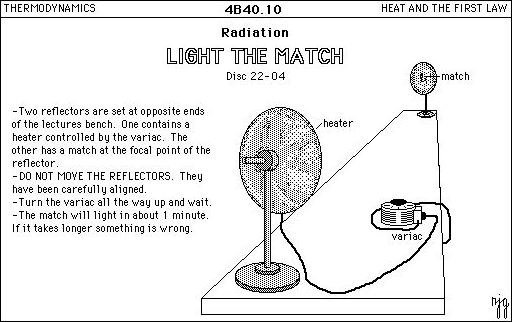 THERMODYNAMICS
4B40.10
HEAT AND THE FIRST LAW
Radiation
LIGHT THE MATCH
Disc 22-04
match
heater
-Two reflectors are set at opposite ends
of the lectures bench. One contains a
heater controlled by the variac. The
other has a match at the focal point of the
reflector.
-DO NOT MOVE THE REFLECTORS. They
have been carefully aligned.
-Turn the variac all the way up and wait.
-The match will light in about 1 minute.
If it takes longer something is wrong.
variac